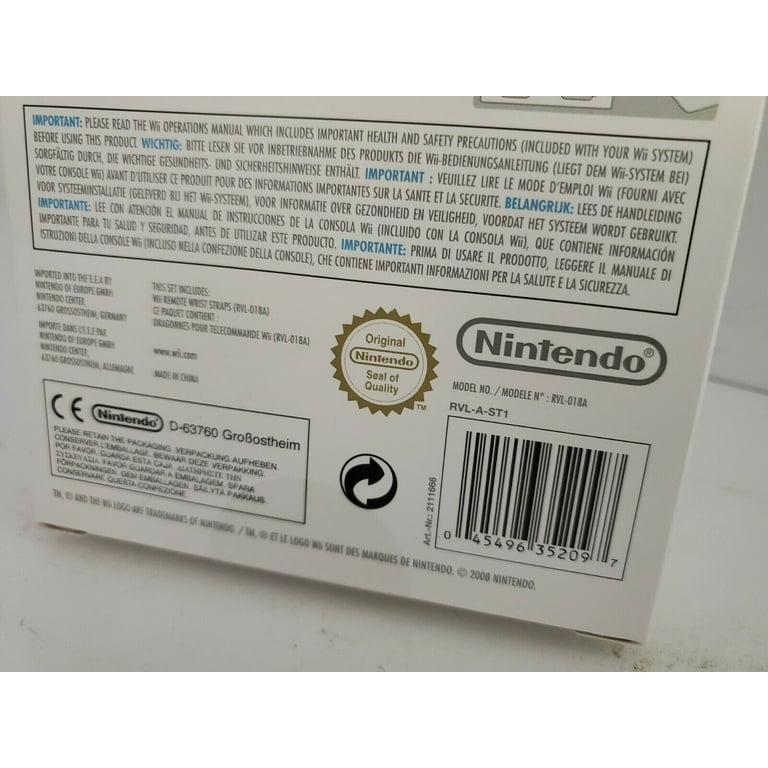 IMPORTANT: PLEASE READ THE Wii OPERATIONS MANUAL WHICH INCLUDES IMPORTANT HEALTH AND SAFETY PRECAUTIONS (INCLUDED WITH YOUR Wii SYSTEM)
BEFORE USING THIS PRODUCT. WICHTIG: BITTE LESEN SIE VOR INBETRIEBNAHME DES PRODUKTS DIE Wii-BEDIENUNGSANLEITUNG (LIEGT DEM Wii-SYSTEM BEI)
SORGFÄLTIG DURCH, DIE WICHTIGE GESUNDHEITS- UND SICHERHEITSHINWEISE ENTHÄLT. IMPORTANT : VEUILLEZ LIRE LE MODE D'EMPLOI Wii (FOURNI AVEC
VOTRE CONSOLE Wii) AVANT D'UTILISER CE PRODUIT POUR DES INFORMATIONS IMPORTANTES SUR LA SANTE ET LA SECURITE. BELANGRIJK: LEES DE HANDLEIDING
VOOR SYSTEEMINSTALLATIE (GELEVERD BIJ HET Wii-SYSTEEM), VOOR INFORMATIE OVER GEZONDHEID EN VEILIGHEID, VOORDAT HET SYSTEEM WORDT GEBRUIKT.
IMPORTANTE: LEE CON ATENCIÓN EL MANUAL DE INSTRUCCIONES DE LA CONSOLA Wii (INCLUIDO CON LA CONSOLA Wii), QUE CONTIENE INFORMACIÓN
IMPORTANTE PARA TU SALUD Y SEGURIDAD, ANTES DE UTILIZAR ESTE PRODUCTO. IMPORTANTE: PRIMA DI USARE IL PRODOTTO, LEGGERE IL MANUALE DI
ISTRUZIONI DELLA CONSOLE Wii (INCLUSO NELLA CONFEZIONE DELLA CONSOLE), CHE CONTIENE IMPORTANTI INFORMAZIONI PER LA SALUTE E LA SICUREZZA.
IMPORTED INTO THE E.E.A BY
NINTENDO OF EUROPE GMBH
NINTENDO CENTER,
63760 GROSSOSTHEIM, GERMANY
IMPORTE DANS L'E.E.E PAR
NINTENDO OF EUROPE GMBH
NINTENDO CENTER,
63760 GROSSOSTHEIM, ALLEMAGNE
THIS SET INCLUDES:
Wii REMOTE WRIST STRAPS (RVL-018A)
CE PAQUET CONTIENT :
DRAGONNES POUR TELECOMMANDE Wii (RVL-018A)
www.wii.com
MADE IN CHINA
Original
Nintendo
Seal of
Quality
TM
Nintendo®
MODEL NO. / MODELE N° : RVL-018A
RVL-A-ST1
CE Nintendo® D-63760 Großostheim
PLEASE RETAIN THE PACKAGING. VERPACKUNG AUFHEBEN.
CONSERVER L'EMBALLAGE. BEWAAR DEZE VERPAKKING.
POR FAVOR, GUARDA ESTA CAJA. ΔΙΑΤΗΡΗΣΤΕ ΤΗΝ
ΣΥΣΚΕΥΑΣΙΑ. FAVOR GUARDAR A EMBALAGEM. SPARA
FÖRPACKNINGEN. GEM EMBALLAGEN. SÄILYTÄ PAKKAUS.
CONSERVARE QUESTA CONFEZIONE.
Art.-Nr.: 2111666
0 45496 35209 7
TM, ® AND THE Wii LOGO ARE TRADEMARKS OF NINTENDO. / TM, ® ET LE LOGO Wii SONT DES MARQUES DE NINTENDO. © 2008 NINTENDO.